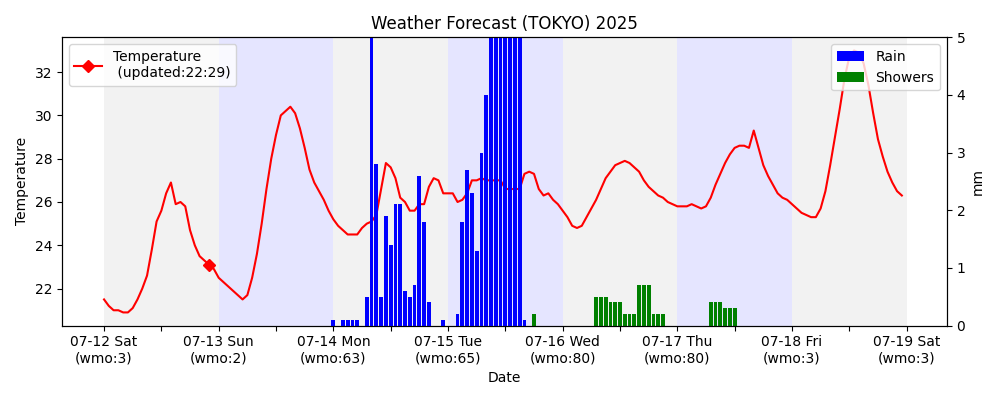 Weather Forecast (TOKYO) 2025
Temperature
(updated:22:29)
Rain
Showers
Temperature
32
30
28
26
24
22
5
4
3
2
1
0
mm
07-12 Sat
(wmo:3)
07-13 Sun
(wmo:2)
07-14 Mon
(wmo:63)
07-15 Tue
(wmo:65)
07-16 Wed
(wmo:80)
07-17 Thu
(wmo:80)
07-18 Fri
(wmo:3)
07-19 Sat
(wmo:3)
Date